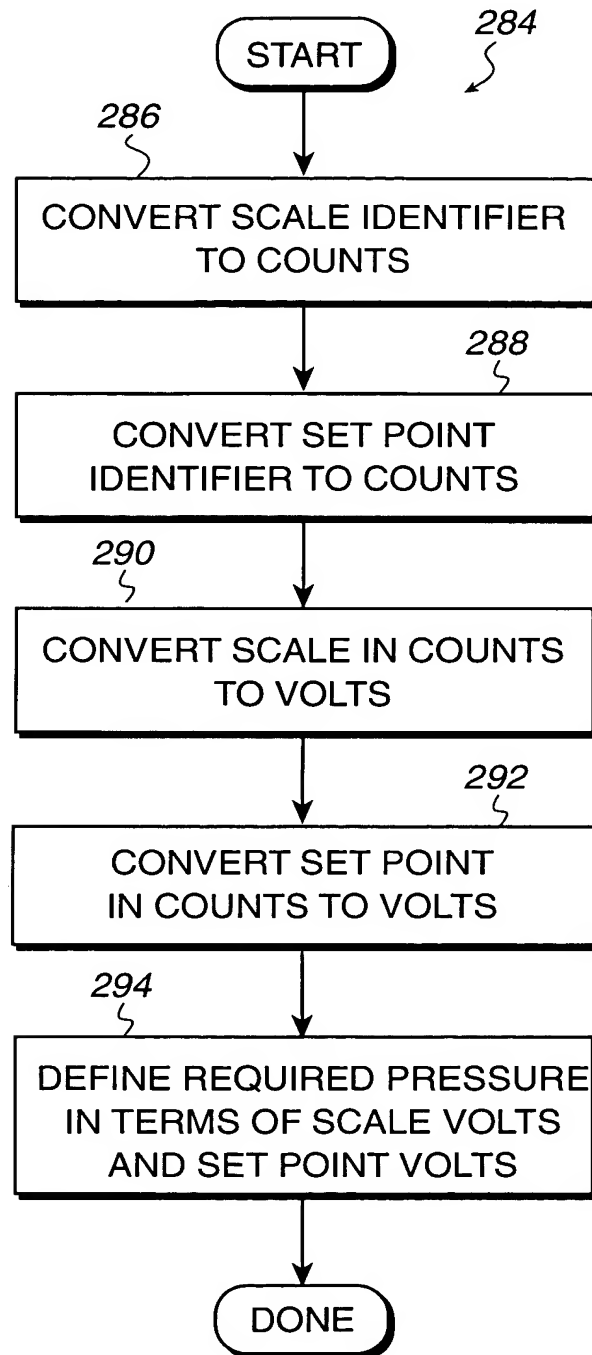 START
284
286
CONVERT SCALE IDENTIFIER
TO COUNTS
288
CONVERT SET POINT
IDENTIFIER TO COUNTS
290
CONVERT SCALE IN COUNTS
TO VOLTS
292
CONVERT SET POINT
IN COUNTS TO VOLTS
294
DEFINE REQUIRED PRESSURE
IN TERMS OF SCALE VOLTS
AND SET POINT VOLTS
DONE